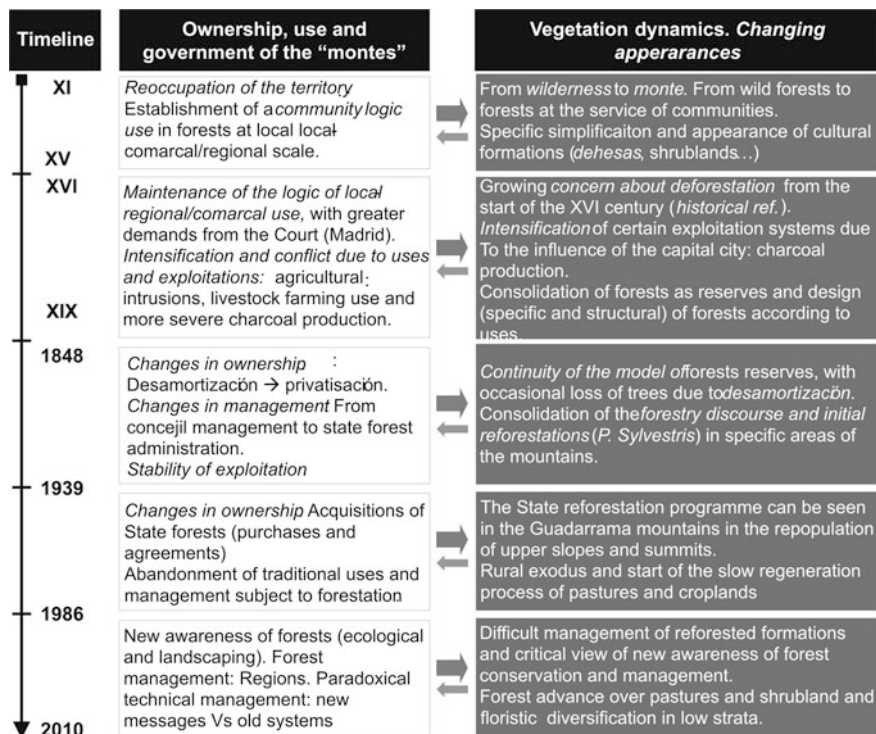 Timeline
Ownership, use and
government of the “montes”
Vegetation dynamics. Changing
apperarances
XI
XV
Reoccupation of the territory
Establishment of a community logic
use in forests at local local-
comarcal/regional scale.
From wilderness to monte. From wild forests to
forests at the service of communities.
Specific simplificaiton and appearance of cultural
formations (dehesas, shrublands…)
XVI
XIX
Maintenance of the logic of local
regional/comarcal use, with greater
demands from the Court (Madrid).
Intensification and conflict due to uses
and exploitations: agricultural:
intrusions, livestock farming use and
more severe charcoal production.
Growing concern about deforestation from the
start of the XVI century (historical ref.).
Intensification of certain exploitation systems due
To the influence of the capital city: charcoal
production.
Consolidation of forests as reserves and design
(specific and structural) of forests according to
uses.
1848
Changes in ownership :
Desamortización → privatisación.
Changes in management From
concejil management to state forest
administration.
Stability of exploitation
Continuity of the model of forests reserves, with
occasional loss of trees due to desamortización.
Consolidation of the forestry discourse and initial
reforestations (P. Sylvestris) in specific areas of
the mountains.
1939
Changes in ownership Acquisitions of
State forests (purchases and
agreements)
Abandonment of traditional uses and
management subject to forestation
The State reforestation programme can be seen
in the Guadarrama mountains in the repopulation
of upper slopes and summits.
Rural exodus and start of the slow regeneration
process of pastures and croplands
1986
2010
New awareness of forests (ecological
and landscaping). Forest
management: Regions. Paradoxical
technical management: new
messages Vs old systems
Difficult management of reforested formations
and critical view of new awareness of forest
conservation and management.
Forest advance over pastures and shrubland and
floristic diversification in low strata.